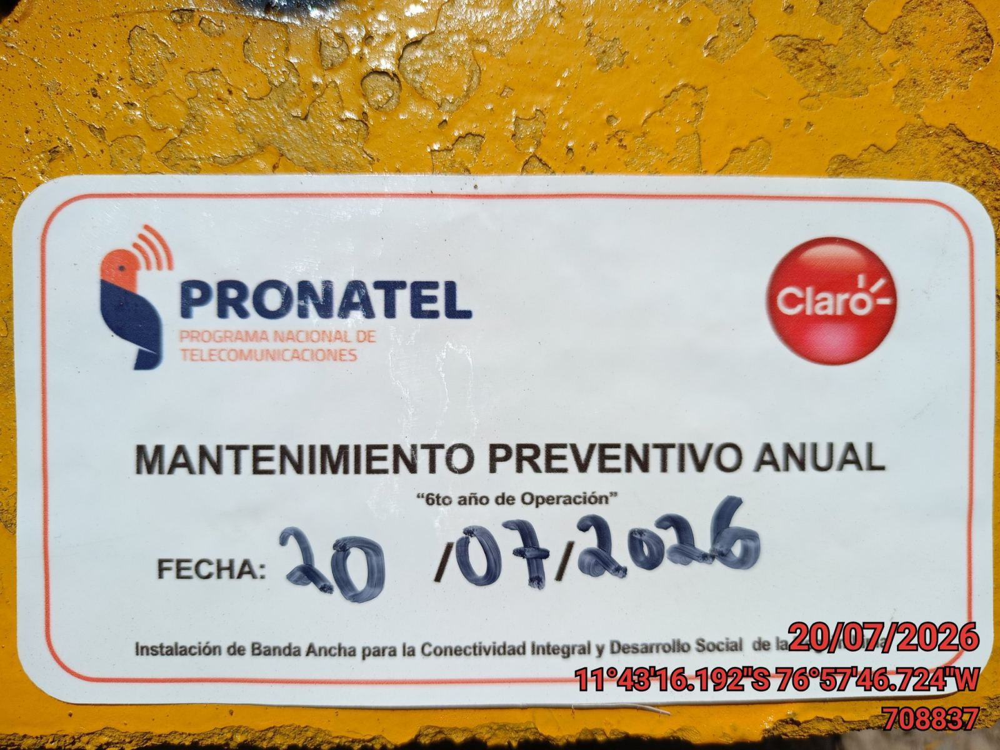 PRONATEL
PROGRAMA NACIONAL DE
TELECOMUNICACIONES
Claro
MANTENIMIENTO PREVENTIVO ANUAL
“6to año de Operación”
FECHA: 20 /07/2026
Instalación de Banda Ancha para la Conectividad Integral y Desarrollo Social de la
20/07/2026
11°43'16.192"S 76°57'46.724"W
708837